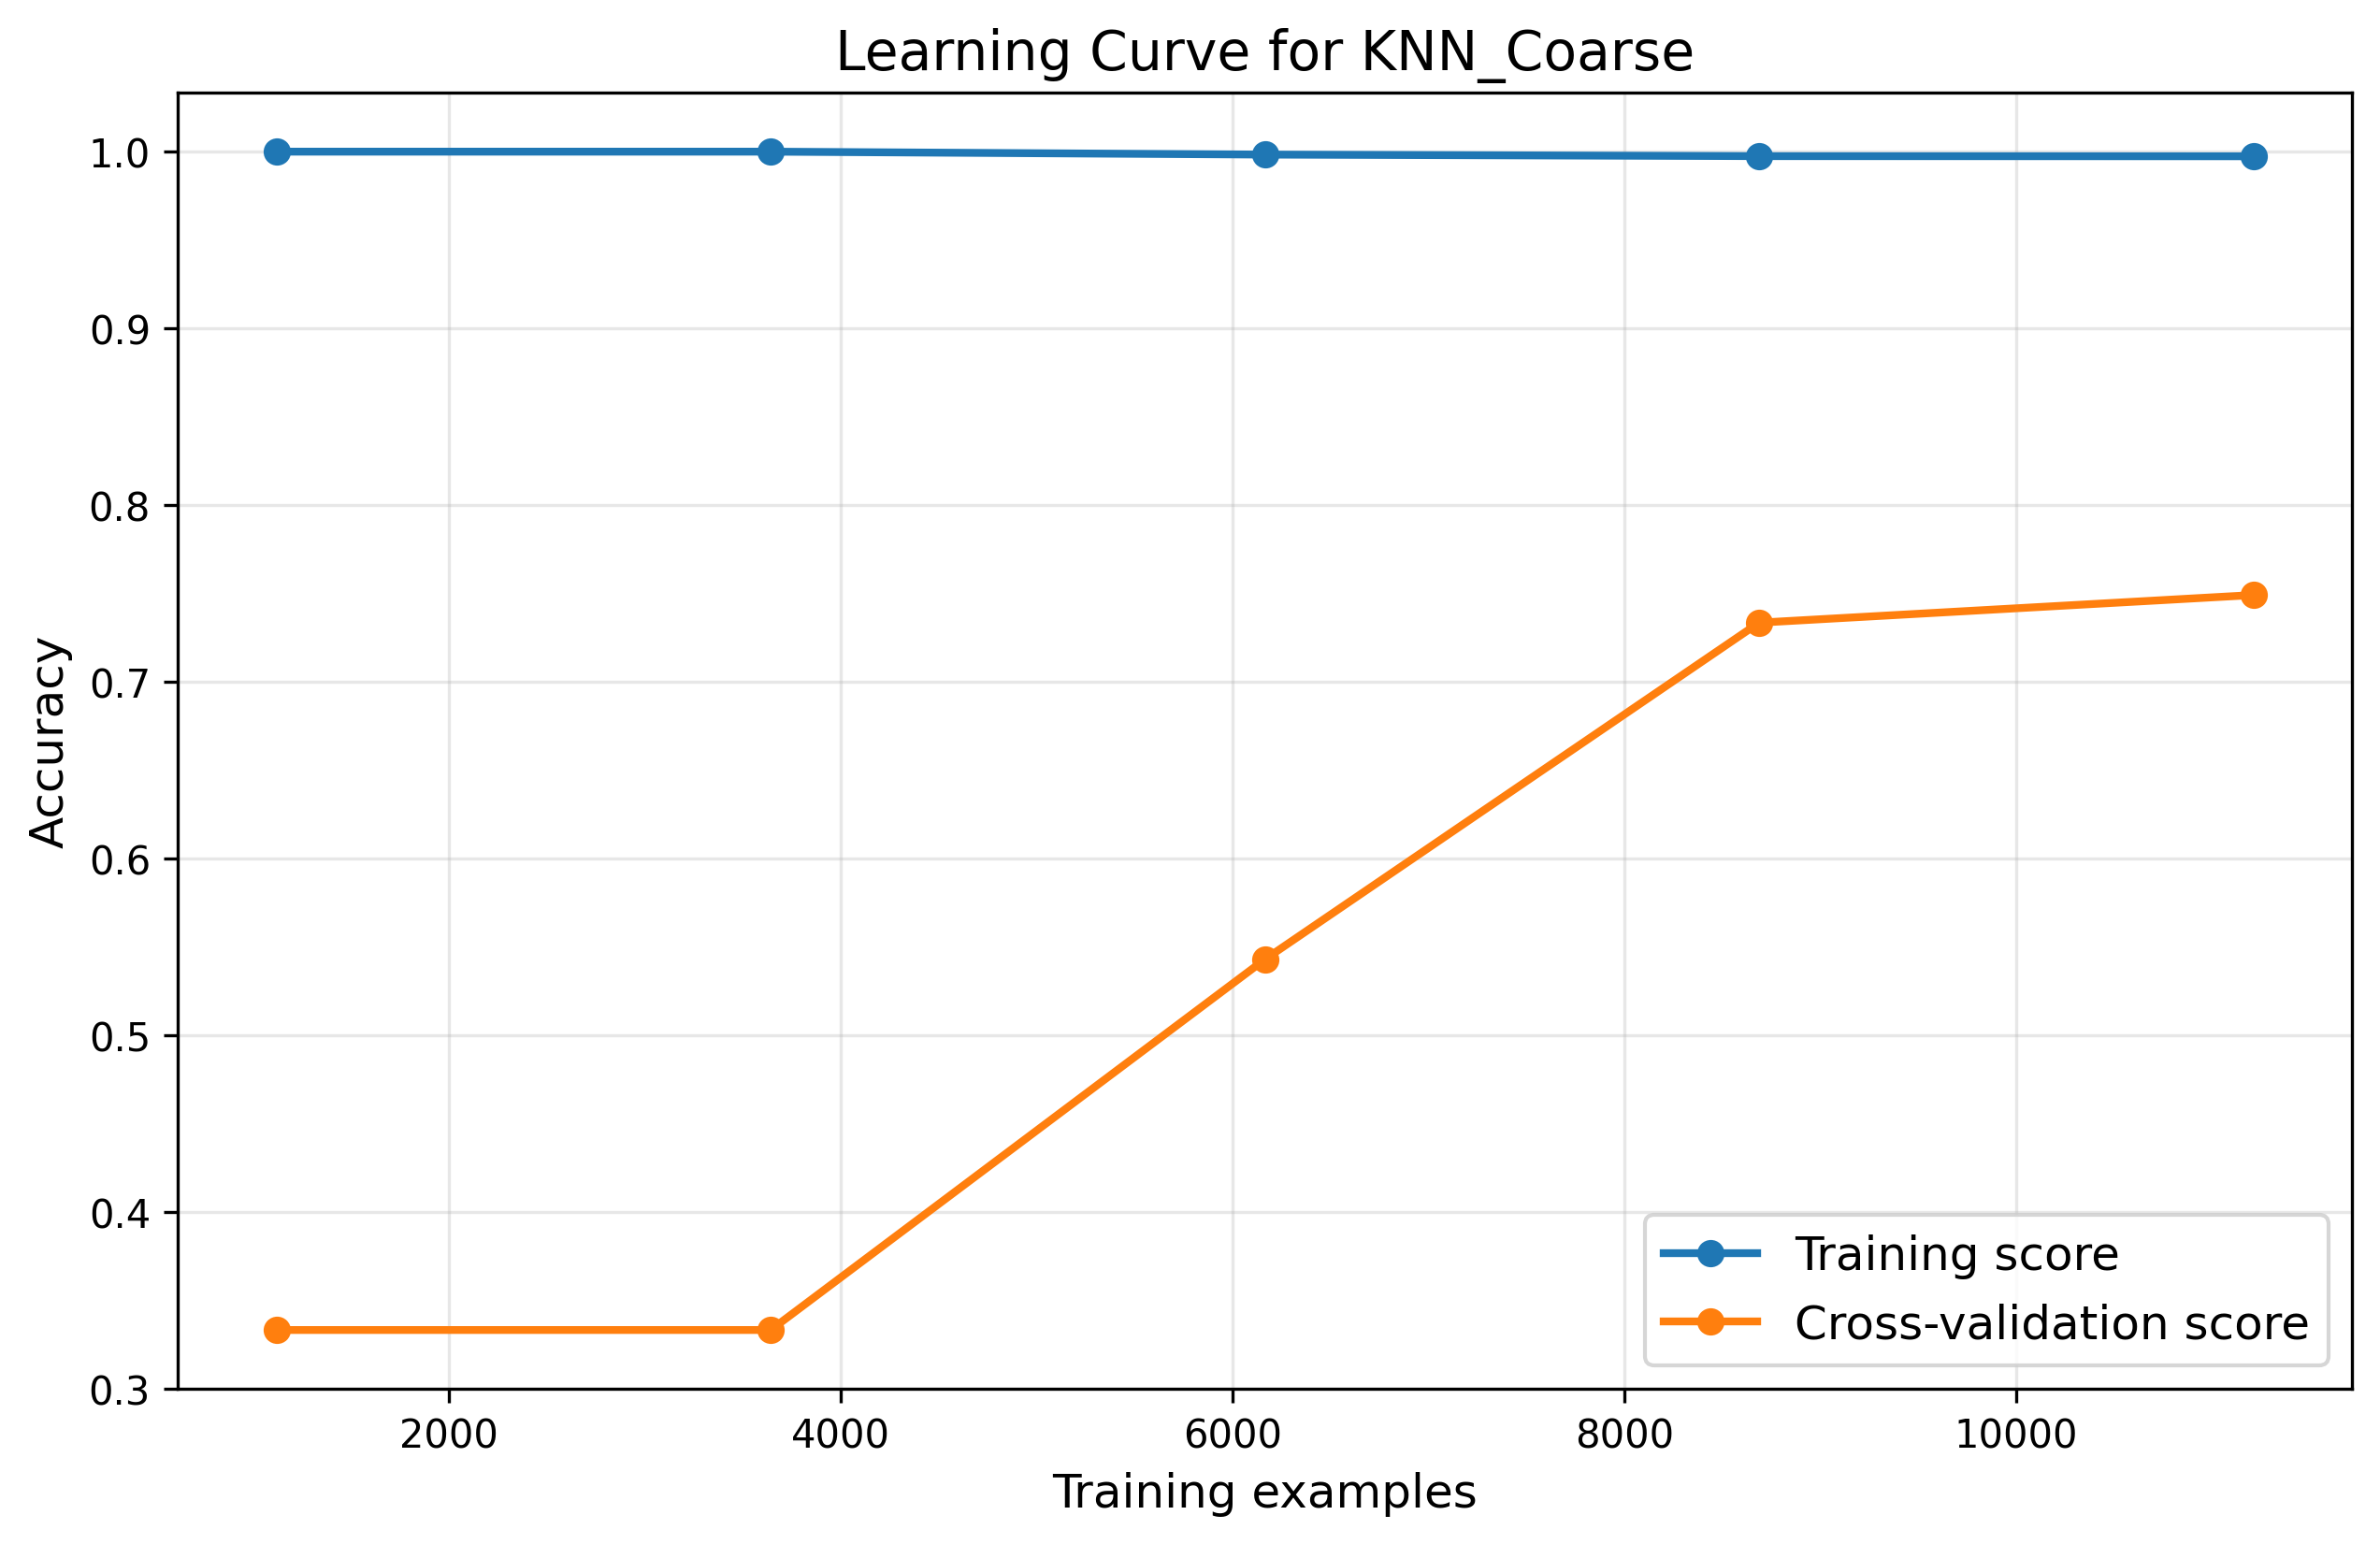 Learning Curve for KNN_Coarse
1.0
0.9
0.8
0.7
0.6
0.5
0.4
0.3
Accuracy
Training score
Cross-validation score
2000 4000 6000 8000 10000
Training examples